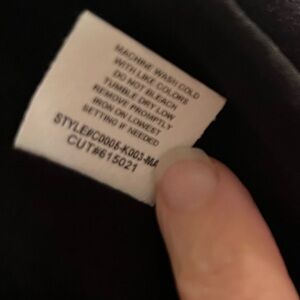 MACHINE WASH COLD
WITH LIKE COLORS
DO NOT BLEACH
TUMBLE DRY LOW
REMOVE PROMPTLY
IRON ON LOWEST
SETTING IF NEEDED
STYLE#C0005-K003-MA
CUT#615021